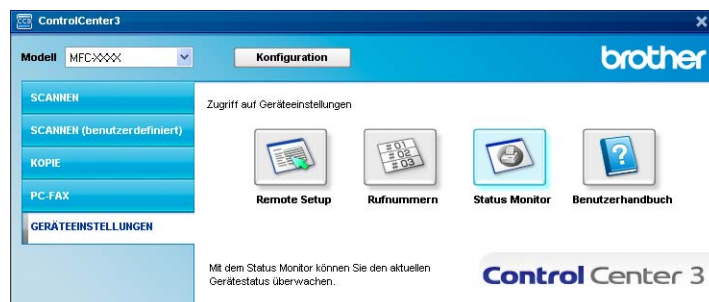 ControlCenter3
Modell MFC-XXXX Konfiguration brother
SCANNEN
SCANNEN (benutzerdefiniert)
KOPIE
PC-FAX
GERÄTEEINSTELLUNGEN
Zugriff auf Geräteeinstellungen
Remote Setup Rufnummern Status Monitor Benutzerhandbuch
Mit dem Status Monitor können Sie den aktuellen
Gerätestatus überwachen.
Control Center 3